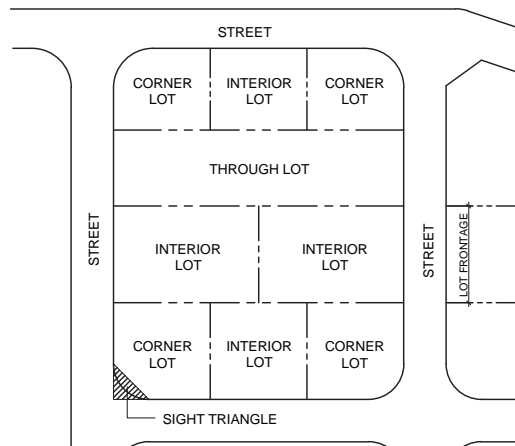 STREET
CORNER
LOT
INTERIOR
LOT
CORNER
LOT
THROUGH LOT
STREET
INTERIOR
LOT
INTERIOR
LOT
STREET
LOT FRONTAGE
CORNER
LOT
INTERIOR
LOT
CORNER
LOT
SIGHT TRIANGLE